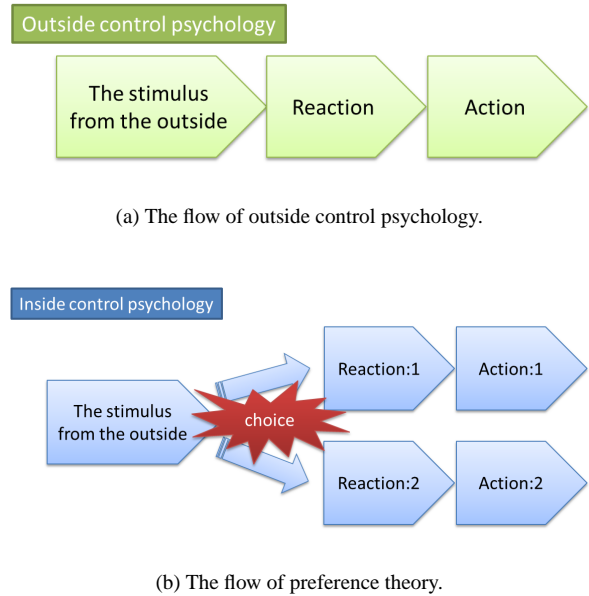 Outside control psychology
The stimulus
from the outside
Reaction
Action
(a) The flow of outside control psychology.
Inside control psychology
The stimulus
from the outside
choice
Reaction:1
Action:1
Reaction:2
Action:2
(b) The flow of preference theory.